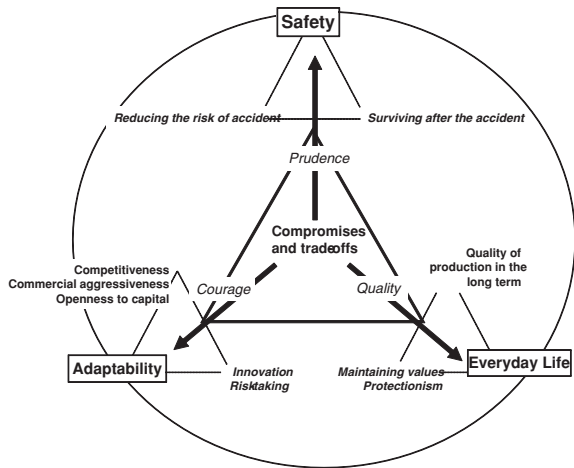 Safety
Reducing the risk of accident
Surviving after the accident
Prudence
Compromises
and tradeoffs
Competitiveness
Commercial aggressiveness
Openness to capital
Quality of
production in the
long term
Courage
Quality
Adaptability
Everyday Life
Innovation
Risktaking
Maintaining values
Protectionism